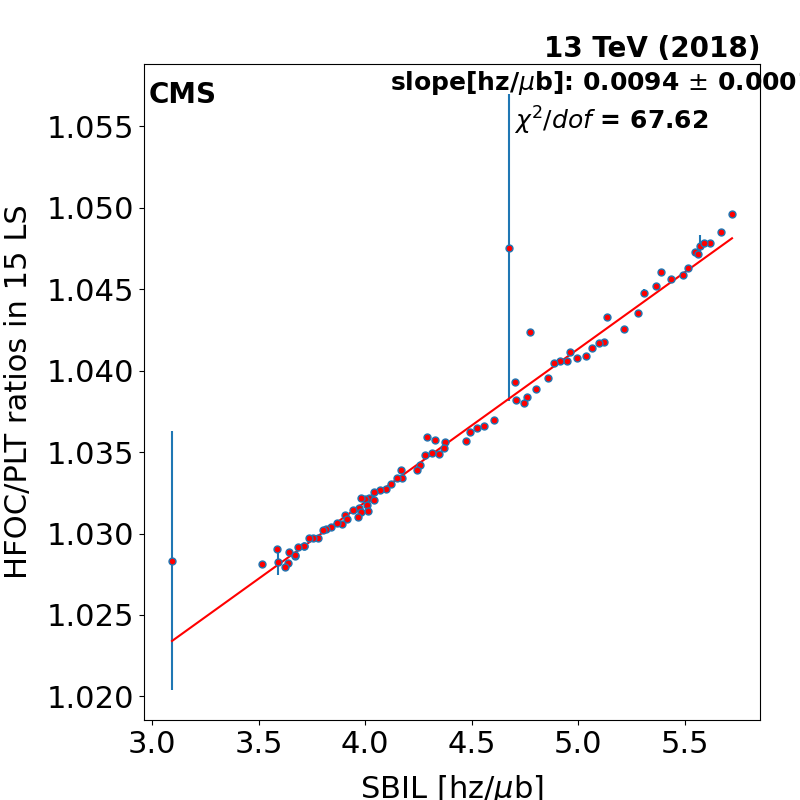 13 TeV (2018)
CMS
slope[hz/μb]: 0.0094 ± 0.000
χ²/dof = 67.62
HFOC/PLT ratios in 15 LS
1.055
1.050
1.045
1.040
1.035
1.030
1.025
1.020
3.0 3.5 4.0 4.5 5.0 5.5
SBIL [hz/μb]